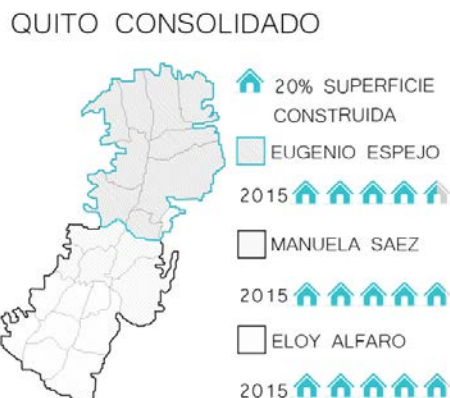 QUITO CONSOLIDADO
20% SUPERFICIE
CONSTRUIDA
EUGENIO ESPEJO
2015
MANUELA SAEZ
2015
ELOY ALFARO
2015